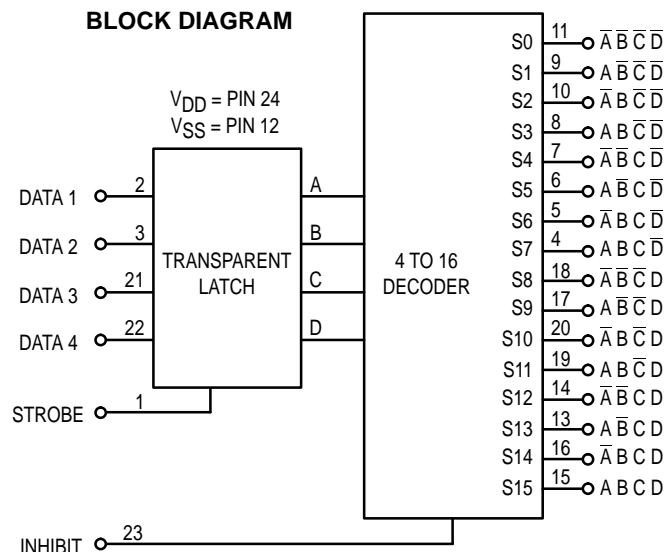 BLOCK DIAGRAM
VDD = PIN 24
VSS = PIN 12
DATA 1 2
DATA 2 3
DATA 3 21
DATA 4 22
STROBE 1
INHIBIT 23
TRANSPARENT
LATCH
A
B
C
D
4 TO 16
DECODER
S0 11 A̅ B̅ C̅ D̅
S1 9 A B̅ C̅ D̅
S2 10 A̅ B C̅ D̅
S3 8 A B C̅ D̅
S4 7 A̅ B̅ C D̅
S5 6 A B̅ C D̅
S6 5 A̅ B C D̅
S7 4 A B C D̅
S8 18 A̅ B̅ C̅ D
S9 17 A B̅ C̅ D
S10 20 A̅ B C̅ D
S11 19 A B C̅ D
S12 14 A̅ B̅ C D
S13 13 A B̅ C D
S14 16 A̅ B C D
S15 15 A B C D